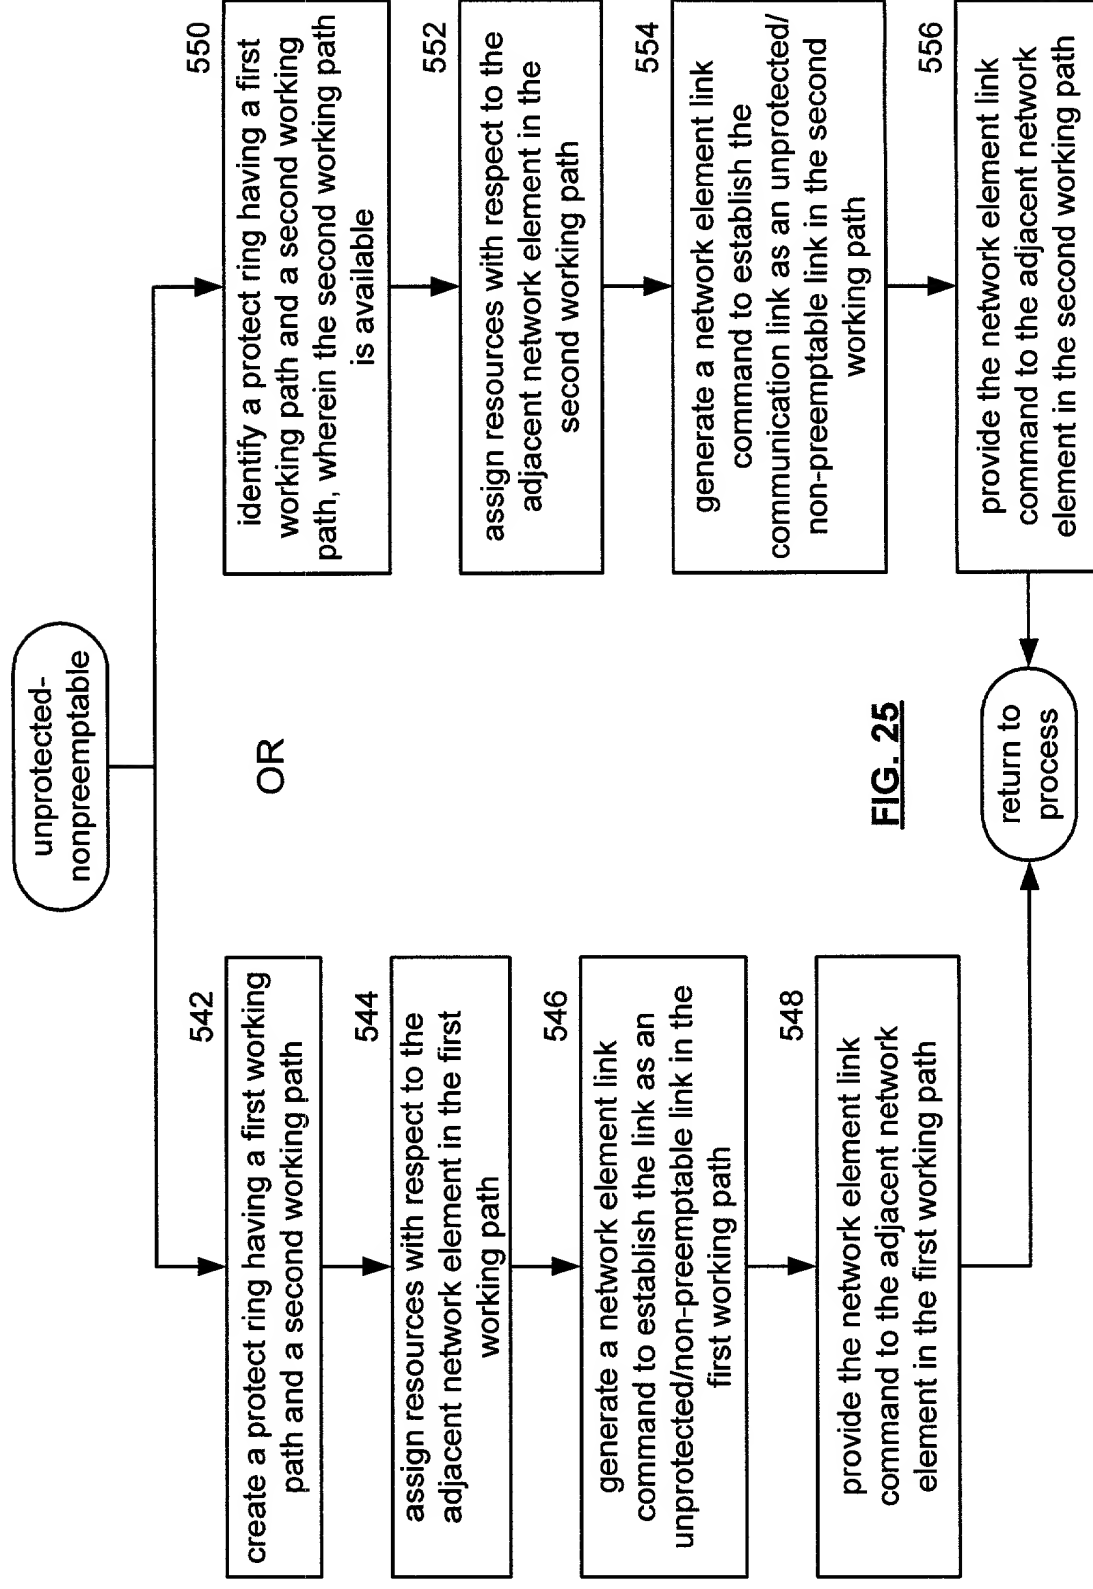 unprotected-
nonpreemptable
OR
542
create a protect ring having a first working
path and a second working path
544
assign resources with respect to the
adjacent network element in the first
working path
546
generate a network element link
command to establish the link as an
unprotected/non-preemptable link in the
first working path
548
provide the network element link
command to the adjacent network
element in the first working path
550
identify a protect ring having a first
working path and a second working
path, wherein the second working path
is available
552
assign resources with respect to the
adjacent network element in the
second working path
554
generate a network element link
command to establish the
communication link as an unprotected/
non-preemptable link in the second
working path
556
provide the network element link
command to the adjacent network
element in the second working path
return to
process
FIG. 25